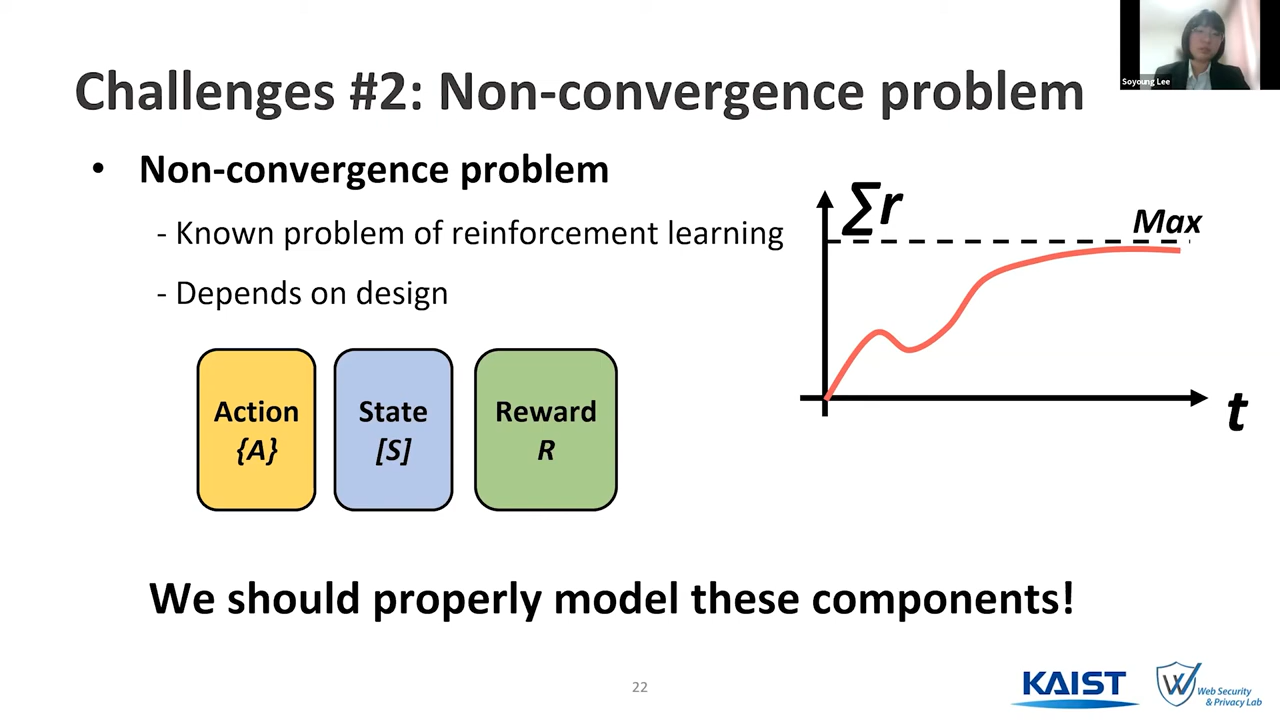 Soyoung Lee
Challenges #2: Non-convergence problem
• Non-convergence problem
- Known problem of reinforcement learning
- Depends on design
Action
{A}
State
[S]
Reward
R
∑r
Max
t
We should properly model these components!
22
KAIST
W
Web Security
& Privacy Lab